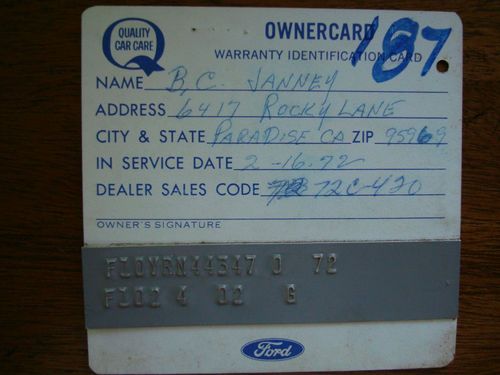 QUALITY CAR CARE
OWNERCARD
WARRANTY IDENTIFICATION CARD
187
NAME B.C. JANNEY
ADDRESS 6417 ROCKY LANE
CITY & STATE PARADISE CA ZIP 95969
IN SERVICE DATE 2-16-72
DEALER SALES CODE 72C-420
OWNER'S SIGNATURE
F10YRN44347 0 72
F102 4 02 G
Ford